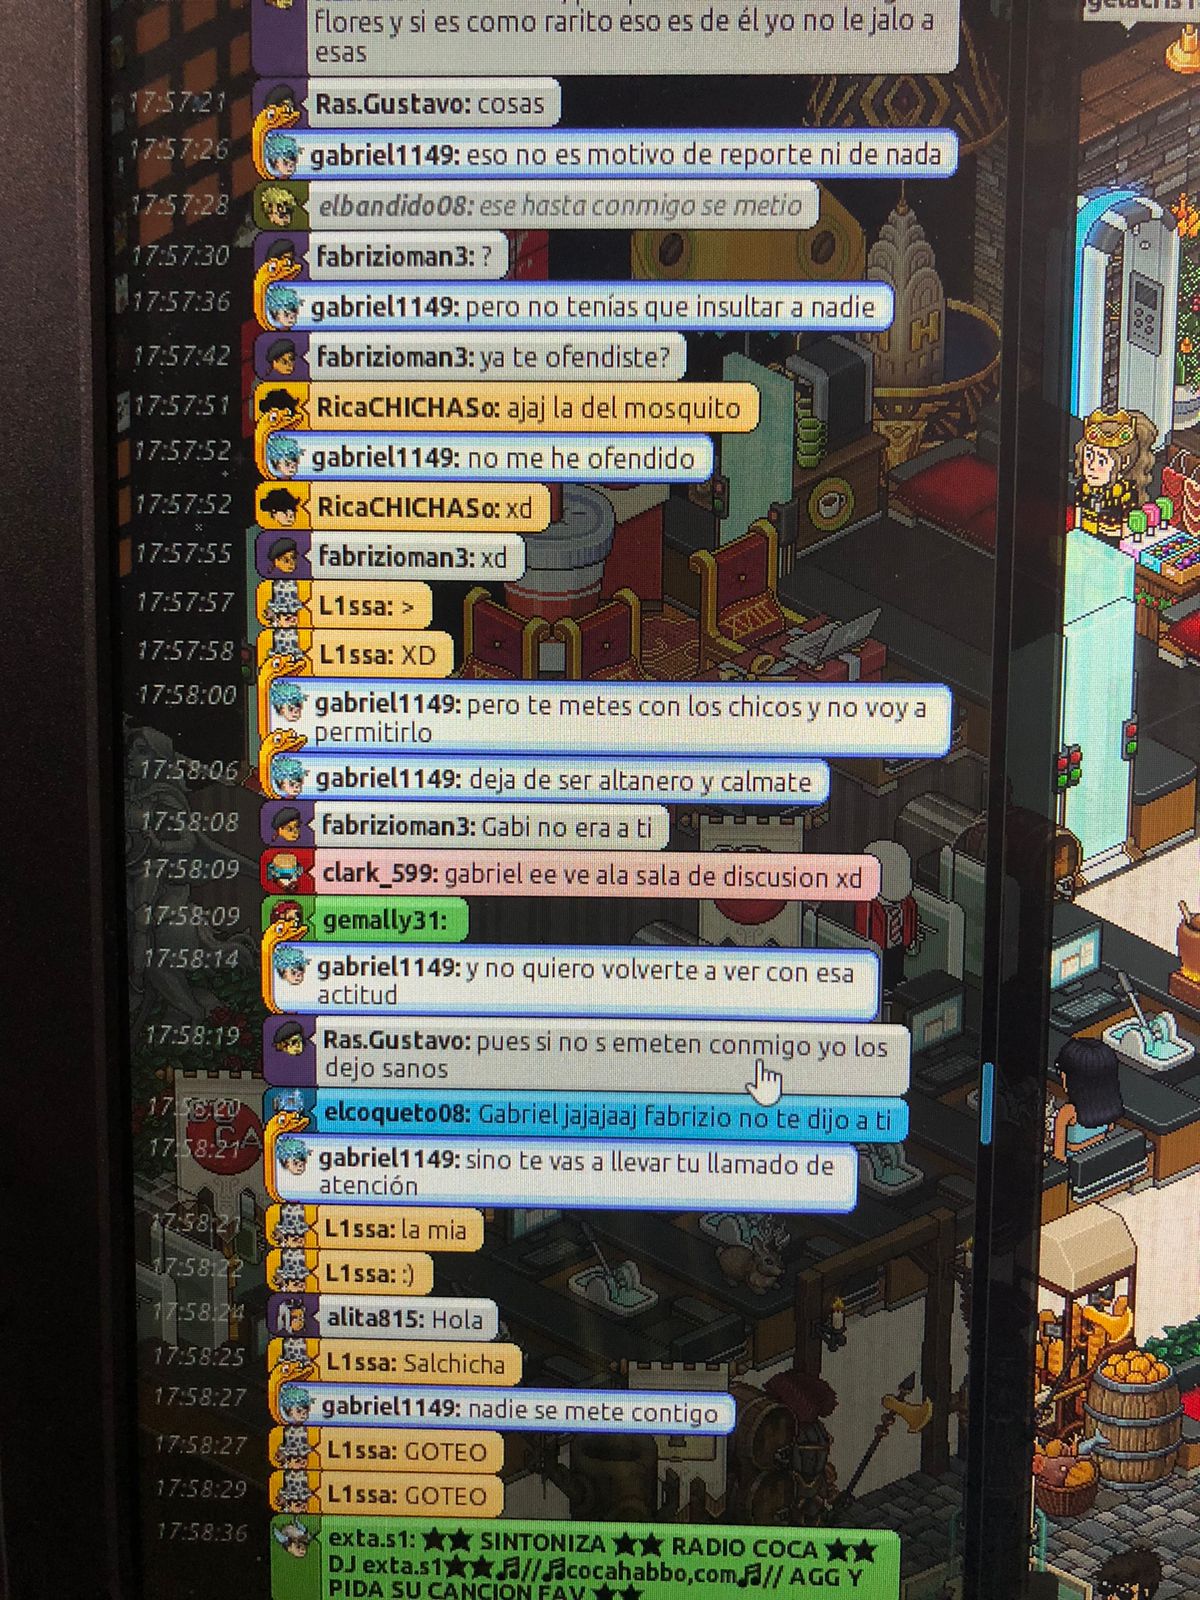 flores y si es como rarito eso es de él yo no le jalo a
esas
17:57:21 Ras.Gustavo: cosas
17:57:26 gabriel1149: eso no es motivo de reporte ni de nada
17:57:28 elbandido08: ese hasta conmigo se metio
17:57:30 fabrizioman3: ?
17:57:36 gabriel1149: pero no tenías que insultar a nadie
17:57:42 fabrizioman3: ya te ofendiste?
17:57:51 RicaCHICHASo: ajaj la del mosquito
17:57:52 gabriel1149: no me he ofendido
17:57:52 RicaCHICHASo: xd
17:57:55 fabrizioman3: xd
17:57:57 L1ssa: >
17:57:58 L1ssa: XD
17:58:00 gabriel1149: pero te metes con los chicos y no voy a
permitirlo
17:58:06 gabriel1149: deja de ser altanero y calmate
17:58:08 fabrizioman3: Gabi no era a ti
17:58:09 clark_599: gabriel ee ve ala sala de discusion xd
17:58:09 gemally31:
17:58:14 gabriel1149: y no quiero volverte a ver con esa
actitud
17:58:19 Ras.Gustavo: pues si no s emeten conmigo yo los
dejo sanos
17:58:20 elcoqueto08: Gabriel jajajaaj fabrizio no te dijo a ti
17:58:21 gabriel1149: sino te vas a llevar tu llamado de
atención
17:58:21 L1ssa: la mia
17:58:22 L1ssa: :)
17:58:24 alita815: Hola
17:58:25 L1ssa: Salchicha
17:58:27 gabriel1149: nadie se mete contigo
17:58:27 L1ssa: GOTEO
17:58:29 L1ssa: GOTEO
17:58:36 exta.s1: ★★ SINTONIZA ★★ RADIO COCA ★★
DJ exta.s1★★♬//♬cocahabbo,com♬// AGG Y
PIDA SU CANCION FAV ★★